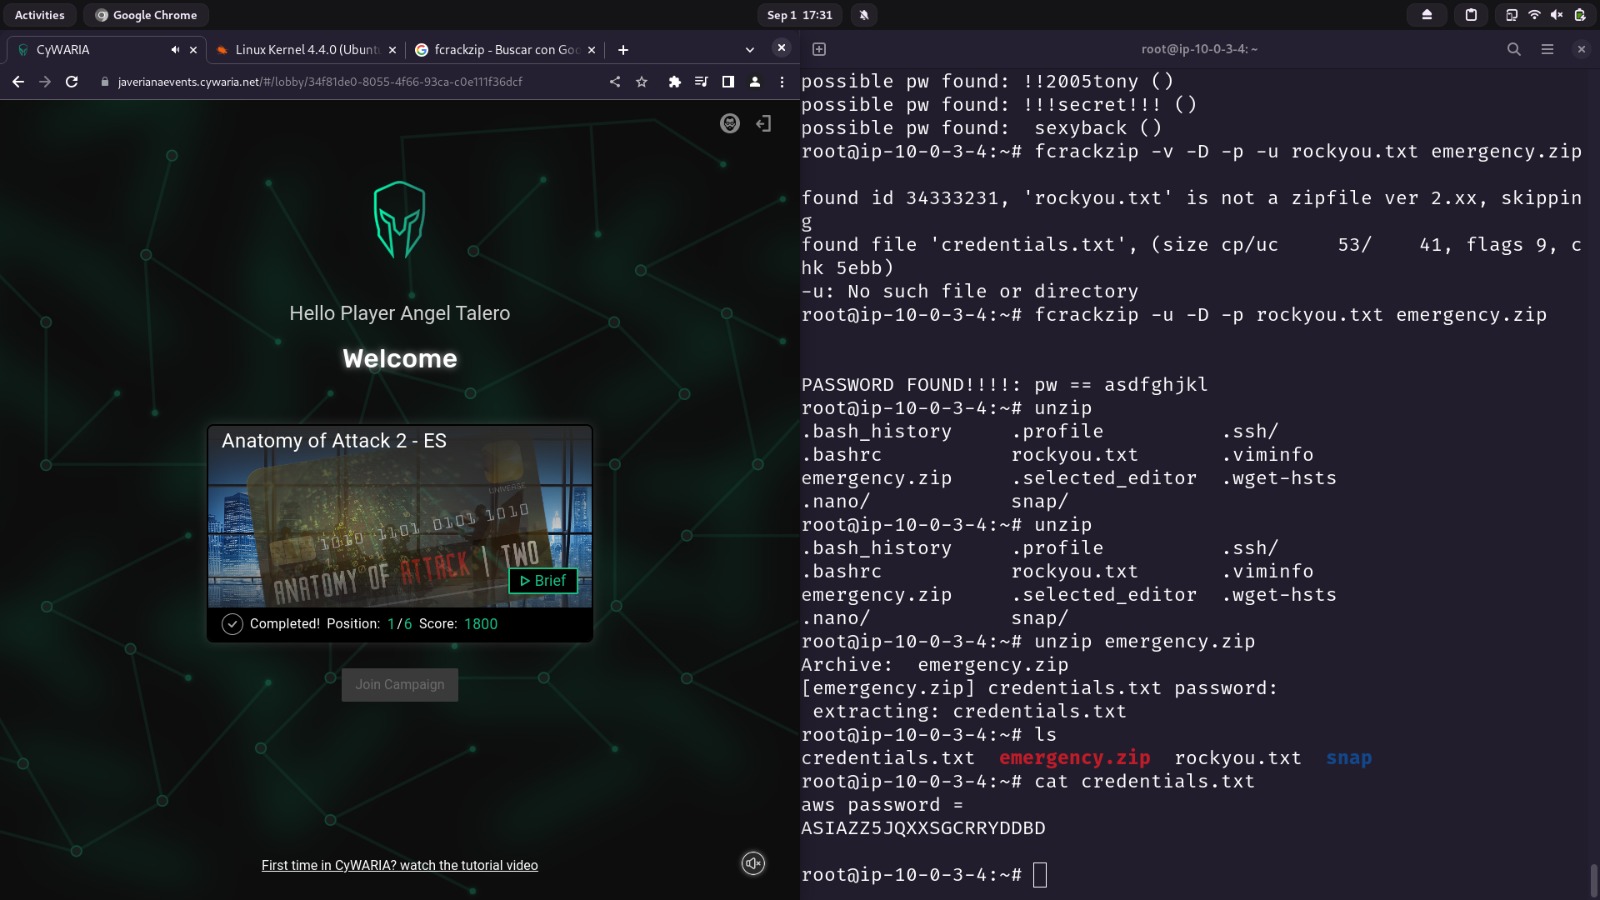 Activities
Google Chrome
Sep 1 17:31
CyWARIA
Linux Kernel 4.4.0 (Ubunt
fcrackzip - Buscar con Goo
root@ip-10-0-3-4: ~
javerianaevents.cywaria.net/#/lobby/34f81de0-8055-4f66-93ca-c0e111f36dcf
Hello Player Angel Talero
Welcome
Anatomy of Attack 2 - ES
UNIVERSE
1010 1101 0101 1010
ANATOMY OF ATTACK | TWO
Brief
Completed! Position: 1/6 Score: 1800
Join Campaign
First time in CyWARIA? watch the tutorial video
possible pw found: !!2005tony ()
possible pw found: !!!secret!!! ()
possible pw found:  sexyback ()
root@ip-10-0-3-4:~# fcrackzip -v -D -p -u rockyou.txt emergency.zip
found id 34333231, 'rockyou.txt' is not a zipfile ver 2.xx, skippin
g
found file 'credentials.txt', (size cp/uc     53/    41, flags 9, c
hk 5ebb)
-u: No such file or directory
root@ip-10-0-3-4:~# fcrackzip -u -D -p rockyou.txt emergency.zip
PASSWORD FOUND!!!!: pw == asdfghjkl
root@ip-10-0-3-4:~# unzip
.bash_history     .profile          .ssh/
.bashrc           rockyou.txt       .viminfo
emergency.zip     .selected_editor  .wget-hsts
.nano/            snap/
root@ip-10-0-3-4:~# unzip
.bash_history     .profile          .ssh/
.bashrc           rockyou.txt       .viminfo
emergency.zip     .selected_editor  .wget-hsts
.nano/            snap/
root@ip-10-0-3-4:~# unzip emergency.zip
Archive:  emergency.zip
[emergency.zip] credentials.txt password:
 extracting: credentials.txt
root@ip-10-0-3-4:~# ls
credentials.txt  emergency.zip  rockyou.txt  snap
root@ip-10-0-3-4:~# cat credentials.txt
aws password =
ASIAZZ5JQXXSGCRRYDDBD
root@ip-10-0-3-4:~#